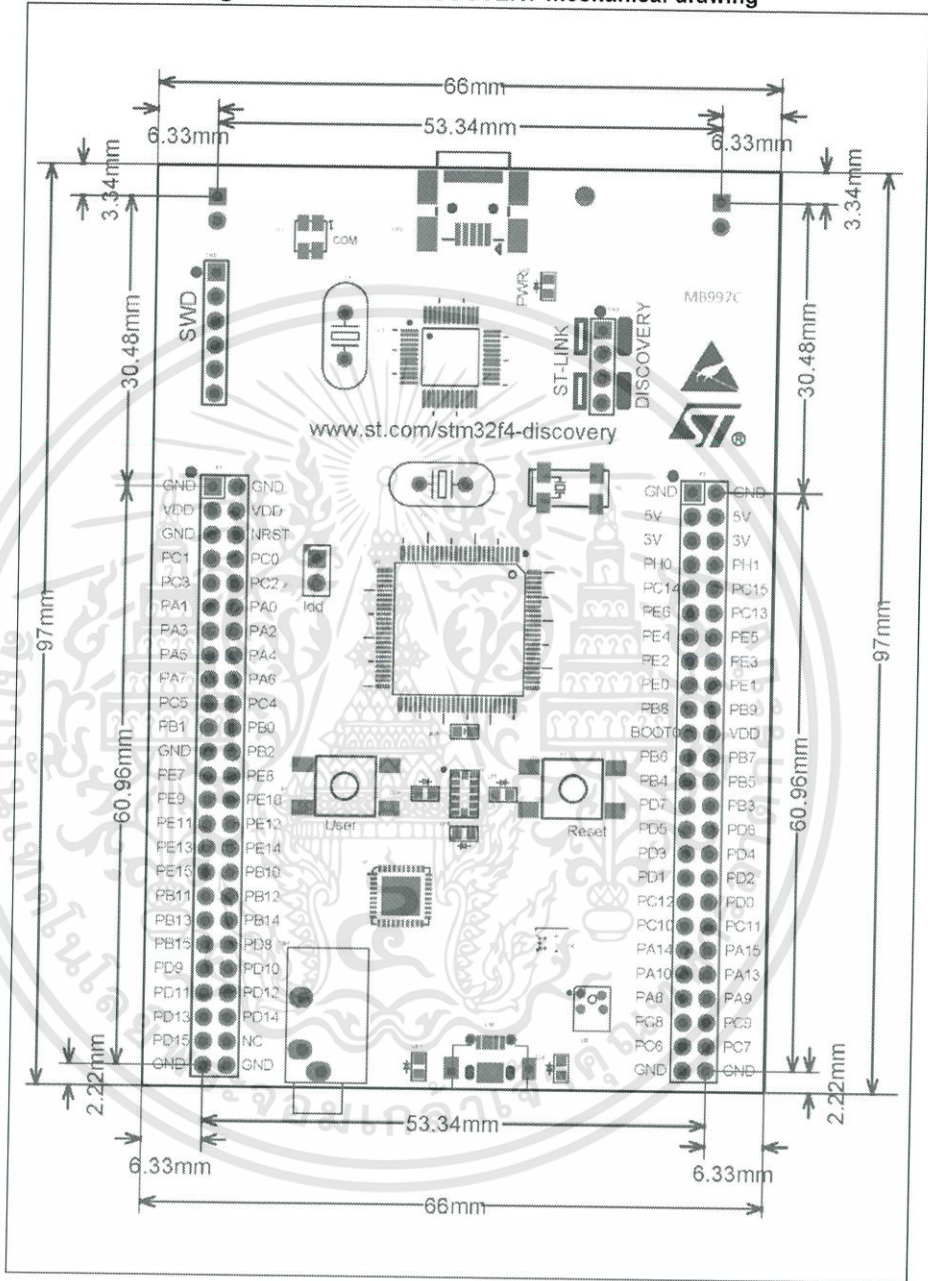 mechanical drawing
66mm
53.34mm
6.33mm
6.33mm
3.34mm
3.34mm
COM
PWR
MB997C
SWD
ST-LINK
DISCOVERY
30.48mm
30.48mm
www.st.com/stm32f4-discovery
GND GND
VDD VDD
GND NRST
PC1 PC0
PC3 PC2
PA1 PA0
PA3 PA2
PA5 PA4
PA7 PA6
PC5 PC4
PB1 PB0
GND PB2
PE7 PE8
PE9 PE10
PE11 PE12
PE13 PE14
PE15 PB10
PB11 PB12
PB13 PB14
PB15 PD8
PD9 PD10
PD11 PD12
PD13 PD14
PD15 NC
GND GND
Idd
User
Reset
GND GND
5V 5V
3V 3V
PH0 PH1
PC14 PC15
PE6 PC13
PE4 PE5
PE2 PE3
PE0 PE1
PB8 PB9
BOOT0 VDD
PB6 PB7
PB4 PB5
PD7 PB3
PD5 PD6
PD3 PD4
PD1 PD2
PC12 PD0
PC10 PC11
PA14 PA15
PA10 PA13
PA8 PA9
PC8 PC9
PC6 PC7
GND GND
97mm
97mm
60.96mm
60.96mm
2.22mm
2.22mm
53.34mm
6.33mm
6.33mm
66mm